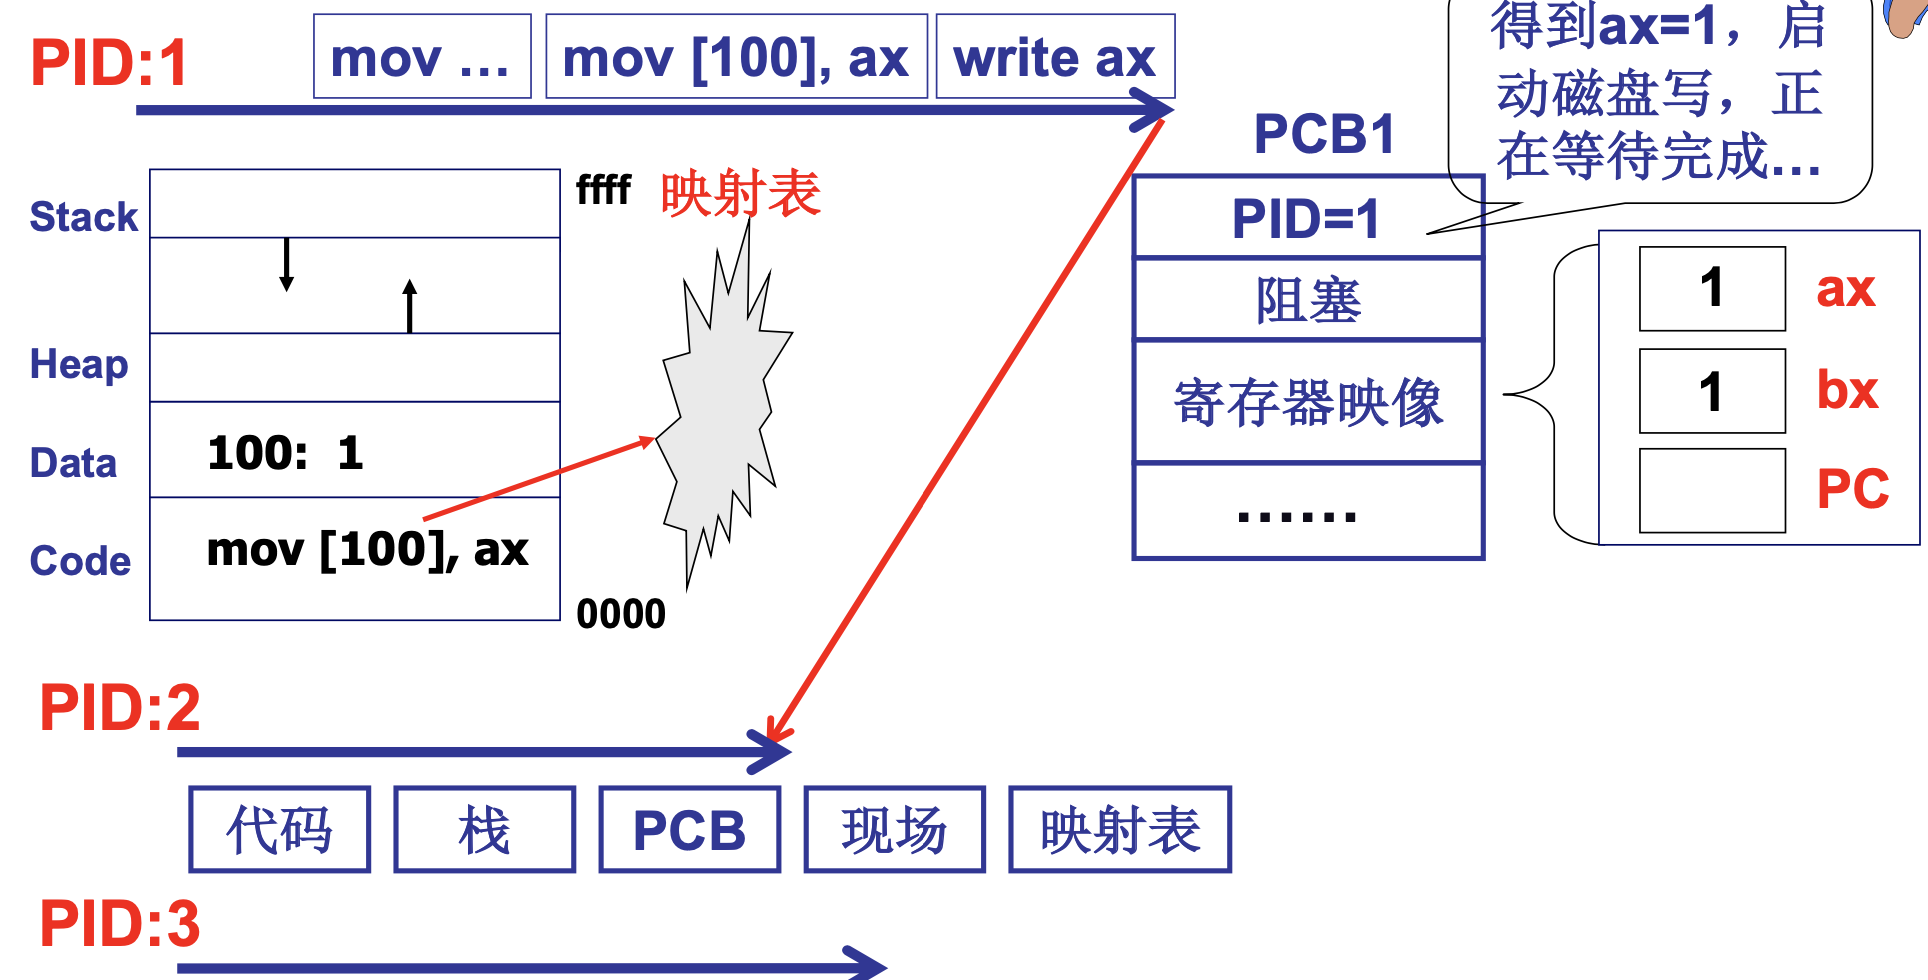 PID:1
mov ...
mov [100], ax
write ax
得到ax=1，启
动磁盘写，正
在等待完成...
PCB1
PID=1
阻塞
寄存器映像
......
1 ax
1 bx
PC
Stack
Heap
Data
Code
100: 1
mov [100], ax
ffff
映射表
0000
PID:2
代码
栈
PCB
现场
映射表
PID:3